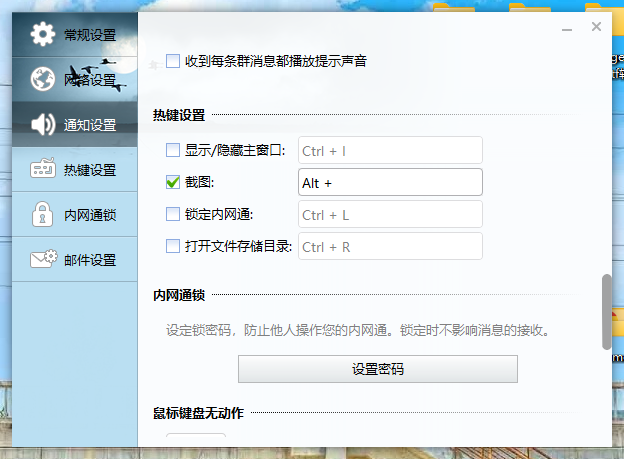 常规设置
网络设置
通知设置
热键设置
内网通锁
邮件设置
收到每条群消息都播放提示声音
热键设置
显示/隐藏主窗口: Ctrl + I
截图: Alt +
锁定内网通: Ctrl + L
打开文件存储目录: Ctrl + R
内网通锁
设定锁密码，防止他人操作您的内网通。锁定时不影响消息的接收。
设置密码
鼠标键盘无动作